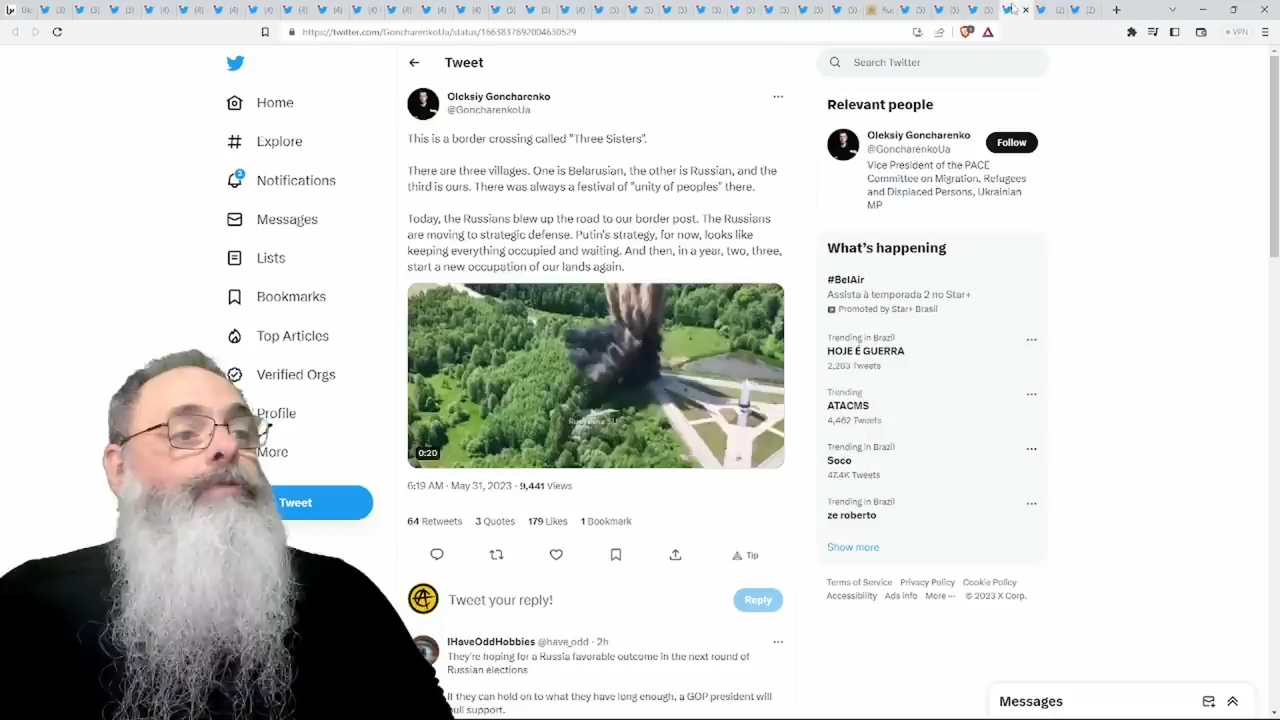 https://twitter.com/GoncharenkoUa/status/1663837692004630529
VPN
Home
Explore
Notifications
2
Messages
Lists
Bookmarks
Top Articles
Verified Orgs
Profile
More
Tweet
Tweet
Oleksiy Goncharenko
@GoncharenkoUa
This is a border crossing called "Three Sisters".
There are three villages. One is Belarusian, the other is Russian, and the
third is ours. There was always a festival of "unity of peoples" there.
Today, the Russians blew up the road to our border post. The Russians
are moving to strategic defense. Putin's strategy, for now, looks like
keeping everything occupied and waiting. And then, in a year, two, three,
start a new occupation of our lands again.
0:20
6:19 AM · May 31, 2023 · 9,441 Views
64 Retweets 3 Quotes 179 Likes 1 Bookmark
Tip
Tweet your reply!
Reply
IHaveOddHobbies @have_odd · 2h
They're hoping for a Russia favorable outcome in the next round of
Russian elections
If they can hold on to what they have long enough, a GOP president will
pull support.
Search Twitter
Relevant people
Oleksiy Goncharenko
@GoncharenkoUa
Follow
Vice President of the PACE
Committee on Migration, Refugees
and Displaced Persons, Ukrainian
MP
What's happening
#BelAir
Assista à temporada 2 no Star+
Promoted by Star+ Brasil
Trending in Brazil
HOJE É GUERRA
2,263 Tweets
Trending
ATACMS
4,462 Tweets
Trending in Brazil
Soco
47.4K Tweets
Trending in Brazil
ze roberto
Show more
Terms of Service Privacy Policy Cookie Policy
Accessibility Ads info More ··· © 2023 X Corp.
Messages